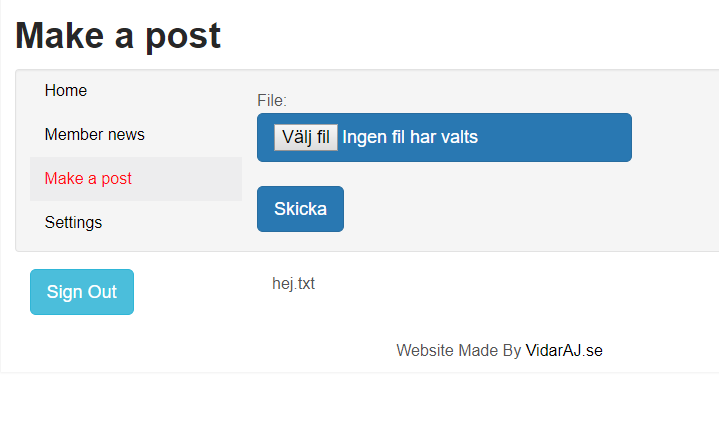 Make a post
Home
Member news
Make a post
Settings
File:
Välj fil Ingen fil har valts
Skicka
Sign Out
hej.txt
Website Made By VidarAJ.se